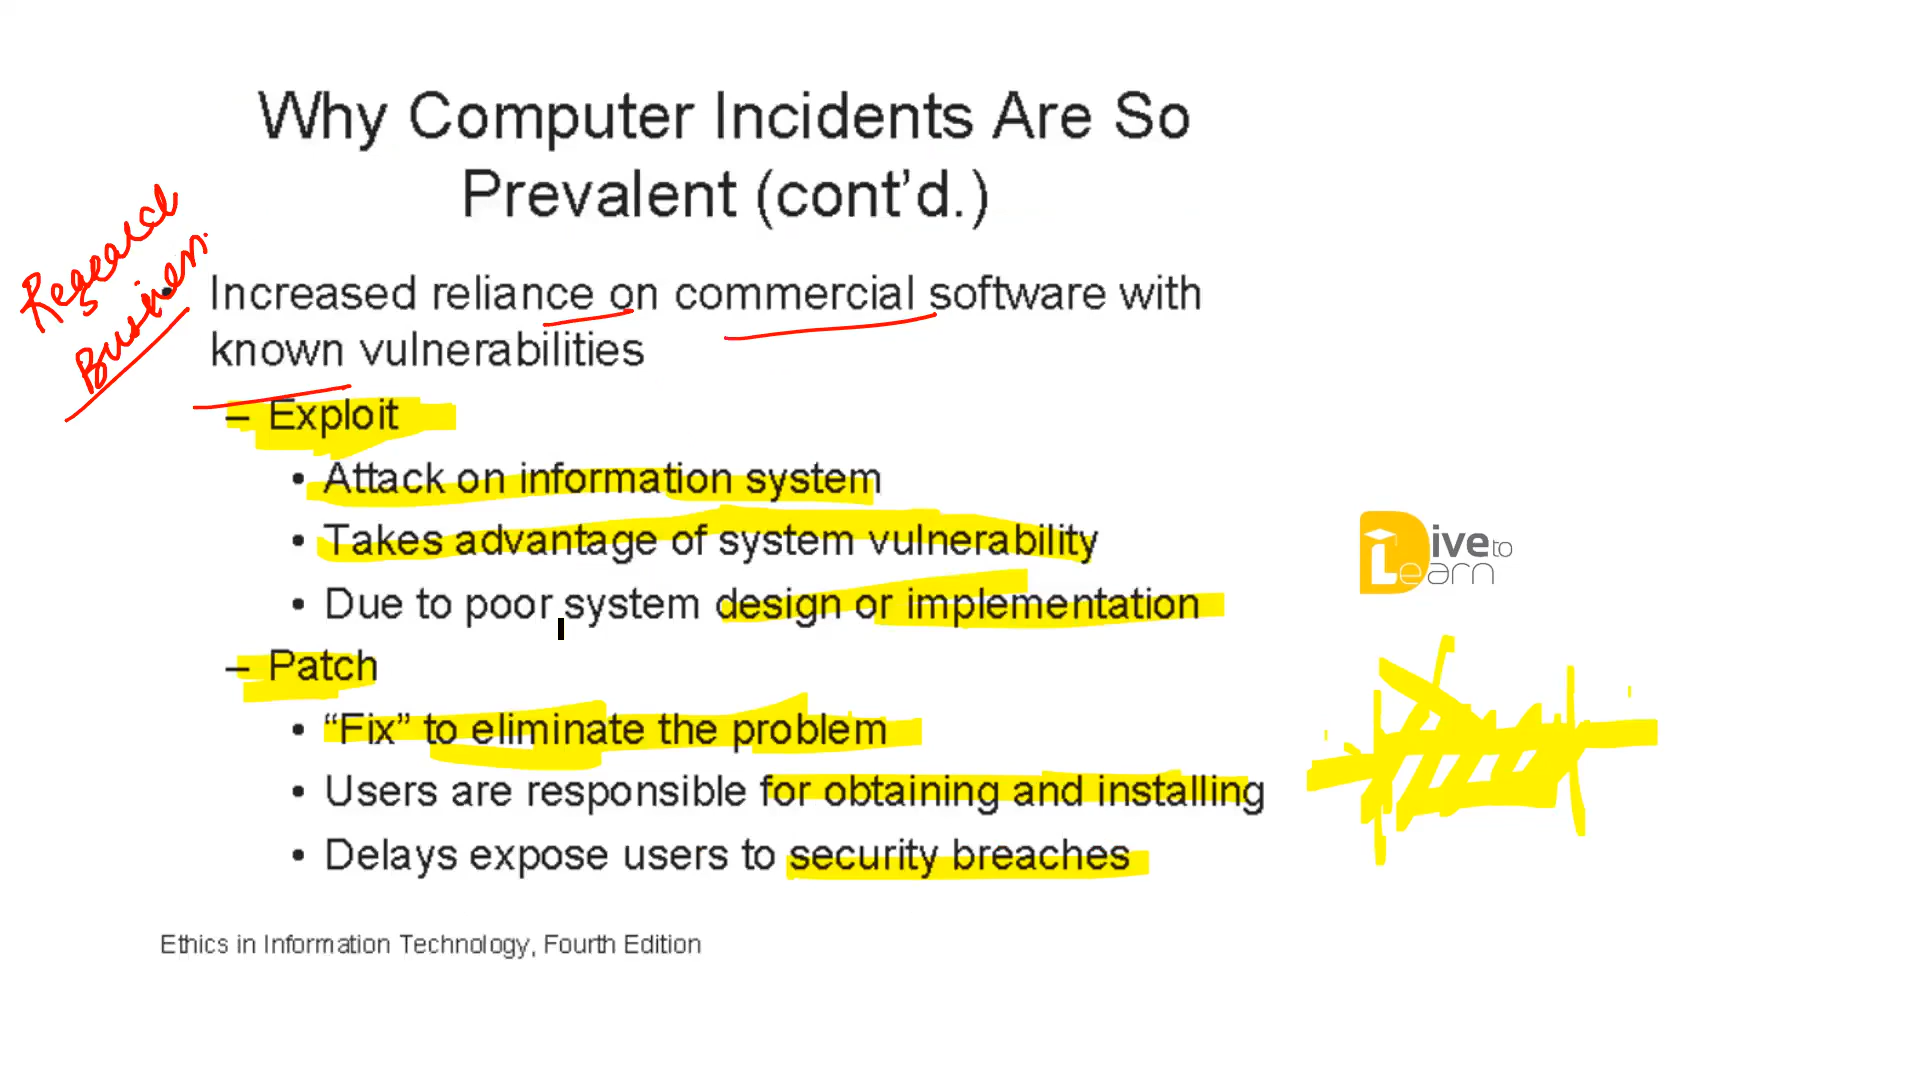 Why Computer Incidents Are So
Prevalent (cont’d.)
Research
Business
• Increased reliance on commercial software with
known vulnerabilities
– Exploit
• Attack on information system
• Takes advantage of system vulnerability
• Due to poor system design or implementation
– Patch
• “Fix” to eliminate the problem
• Users are responsible for obtaining and installing
• Delays expose users to security breaches
Dive to
Learn
Ethics in Information Technology, Fourth Edition